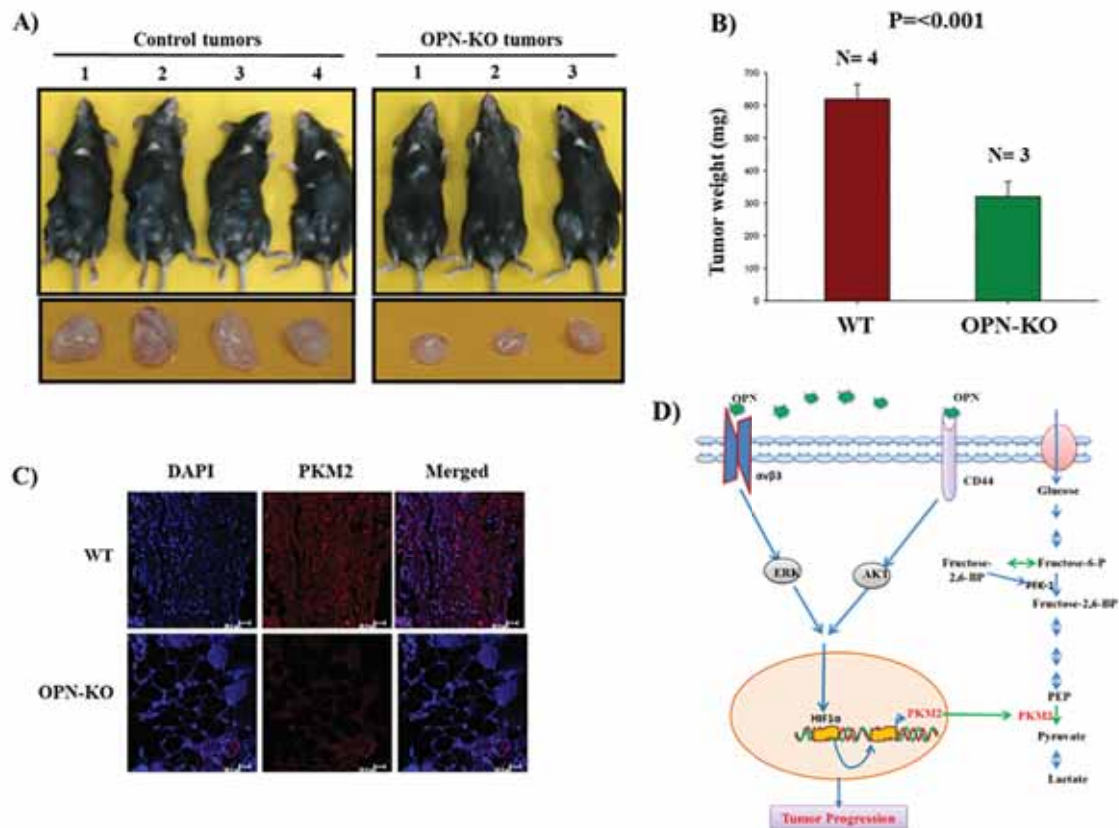 A)
Control tumors
1 2 3 4
OPN-KO tumors
1 2 3
B)
P=<0.001
N= 4
N= 3
Tumor weight (mg)
700
600
500
400
300
200
100
0
WT
OPN-KO
C)
DAPI PKM2 Merged
WT
OPN-KO
D)
OPN
OPN
αvβ3
CD44
Glucose
ERK
AKT
Fructose-
2,6-BP
Fructose-6-P
PFK-1
Fructose-2,6-BP
HIF1α
PKM2
PEP
PKM2
Pyruvate
Lactate
Tumor Progression